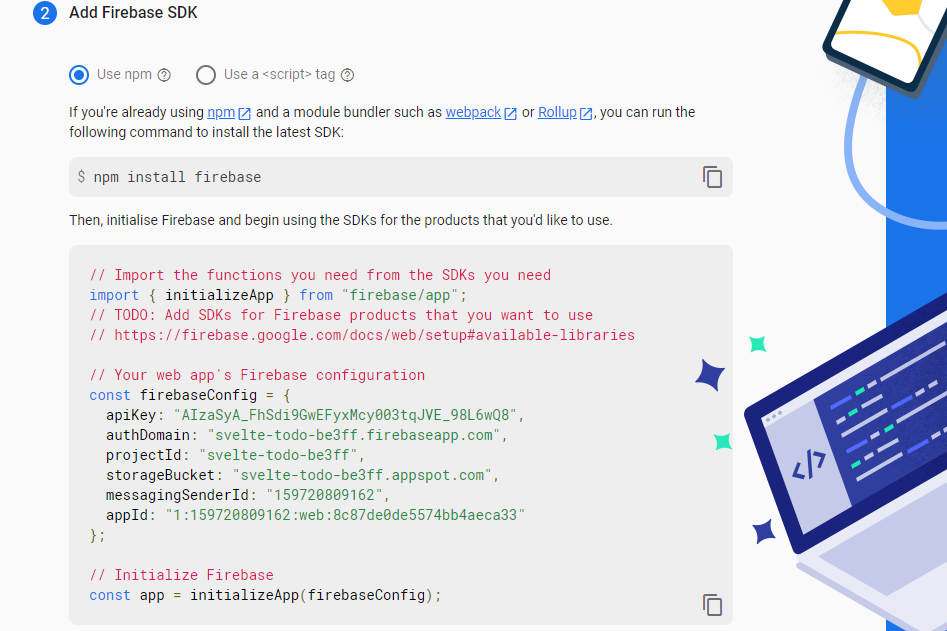 2 Add Firebase SDK
Use npm ? Use a <script> tag ?
If you're already using npm and a module bundler such as webpack or Rollup, you can run the
following command to install the latest SDK:
$ npm install firebase
Then, initialise Firebase and begin using the SDKs for the products that you'd like to use.
// Import the functions you need from the SDKs you need
import { initializeApp } from "firebase/app";
// TODO: Add SDKs for Firebase products that you want to use
// https://firebase.google.com/docs/web/setup#available-libraries
// Your web app's Firebase configuration
const firebaseConfig = {
apiKey: "AIzaSyA_FhSdi9GwEFyxMcy003tqJVE_98L6wQ8",
authDomain: "svelte-todo-be3ff.firebaseapp.com",
projectId: "svelte-todo-be3ff",
storageBucket: "svelte-todo-be3ff.appspot.com",
messagingSenderId: "159720809162",
appId: "1:159720809162:web:8c87de0de5574bb4aeca33"
};
// Initialize Firebase
const app = initializeApp(firebaseConfig);
</›